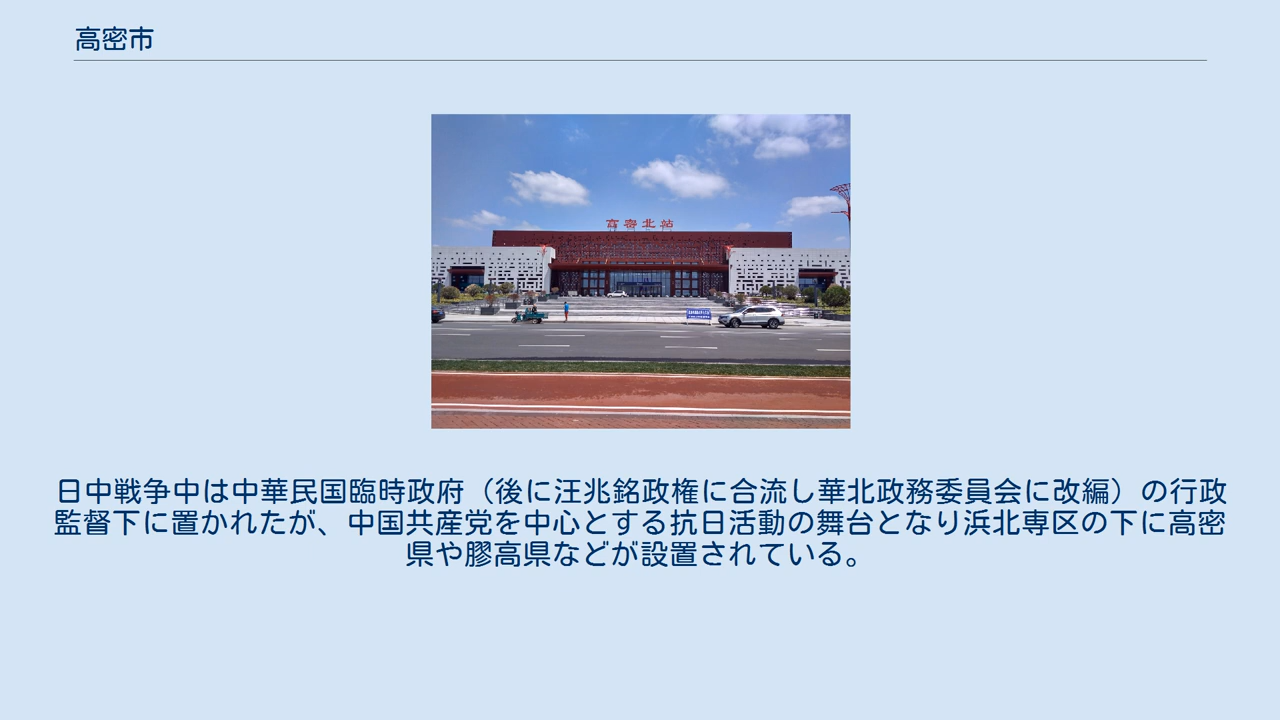 高密市
高密北站
日中戦争中は中華民国臨時政府（後に汪兆銘政権に合流し華北政務委員会に改編）の行政
監督下に置かれたが、中国共産党を中心とする抗日活動の舞台となり浜北専区の下に高密
県や膠高県などが設置されている。